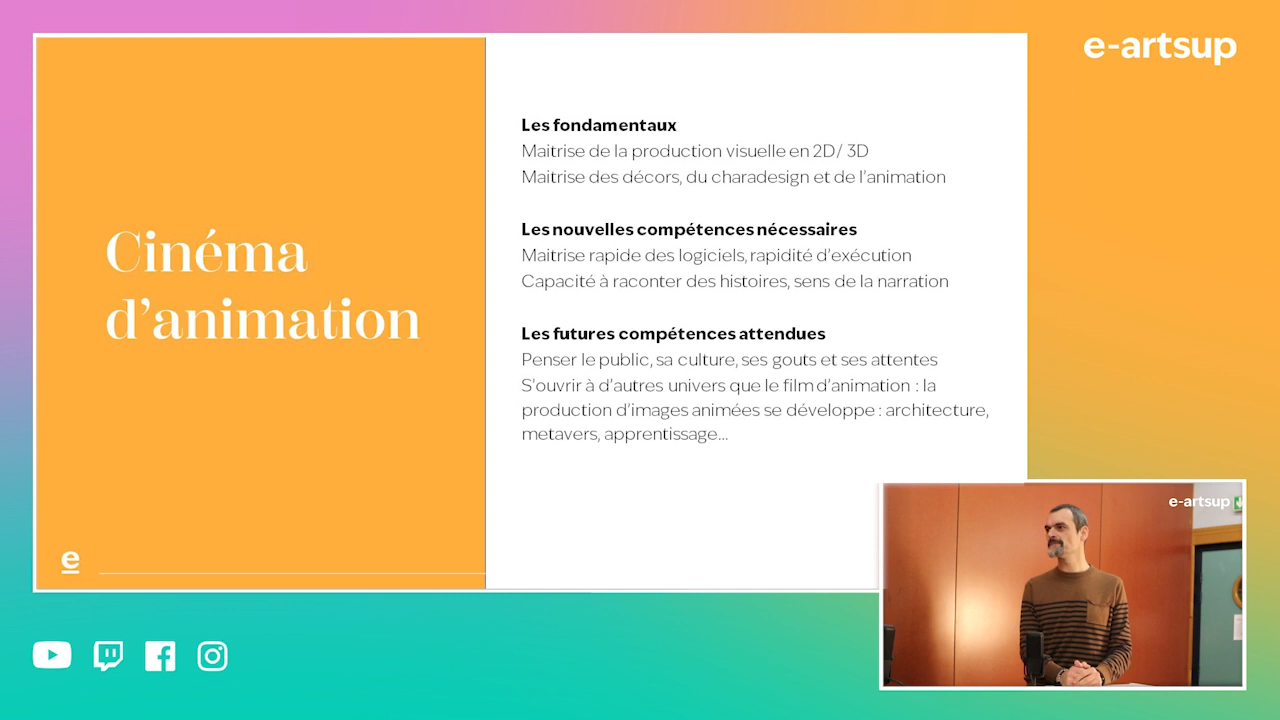 e-artsup
Cinéma
d'animation
e
Les fondamentaux
Maitrise de la production visuelle en 2D/ 3D
Maitrise des décors, du charadesign et de l'animation
Les nouvelles compétences nécessaires
Maitrise rapide des logiciels, rapidité d'exécution
Capacité à raconter des histoires, sens de la narration
Les futures compétences attendues
Penser le public, sa culture, ses gouts et ses attentes
S'ouvrir à d'autres univers que le film d'animation : la
production d'images animées se développe : architecture,
metavers, apprentissage...
e-artsup